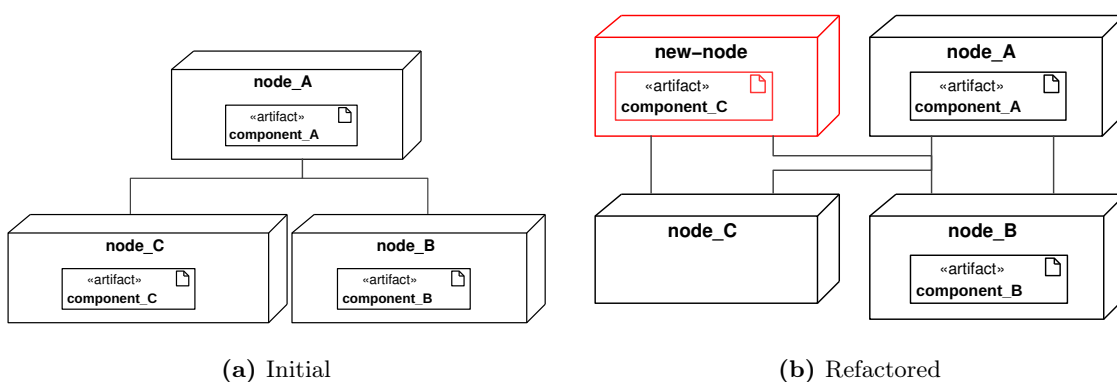 node_A
«artifact»
component_A
node_C
«artifact»
component_C
node_B
«artifact»
component_B
(a) Initial
new-node
«artifact»
component_C
node_A
«artifact»
component_A
node_C
node_B
«artifact»
component_B
(b) Refactored